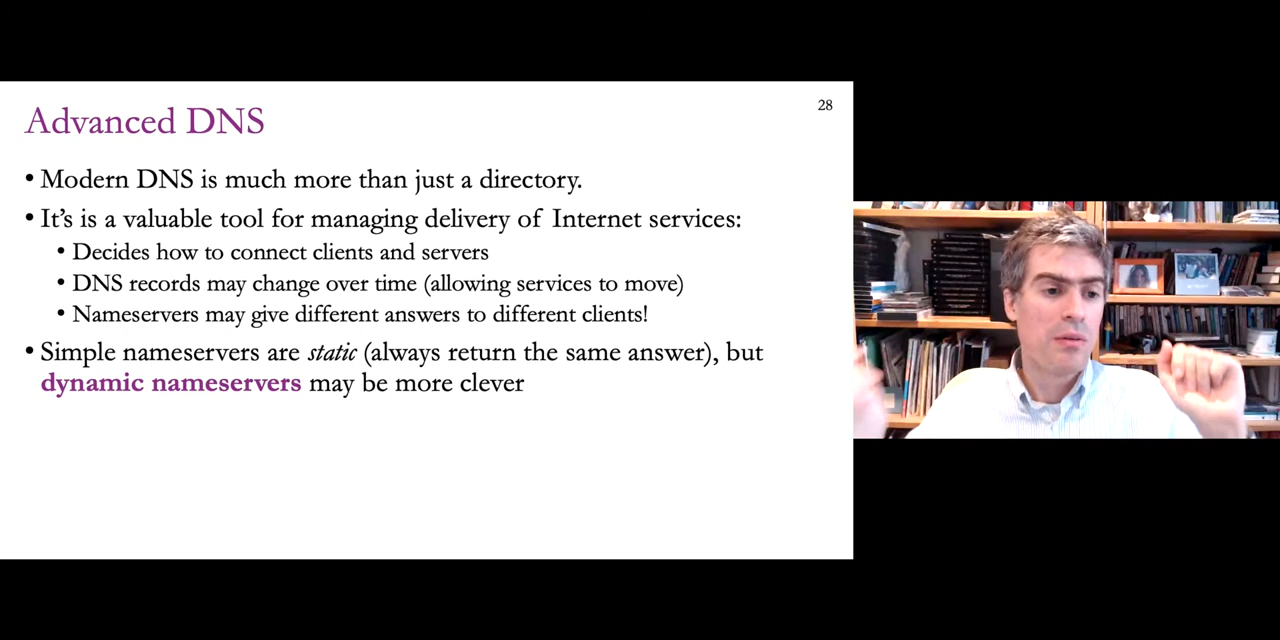 Advanced DNS
28
• Modern DNS is much more than just a directory.
• It's is a valuable tool for managing delivery of Internet services:
• Decides how to connect clients and servers
• DNS records may change over time (allowing services to move)
• Nameservers may give different answers to different clients!
• Simple nameservers are static (always return the same answer), but
dynamic nameservers may be more clever